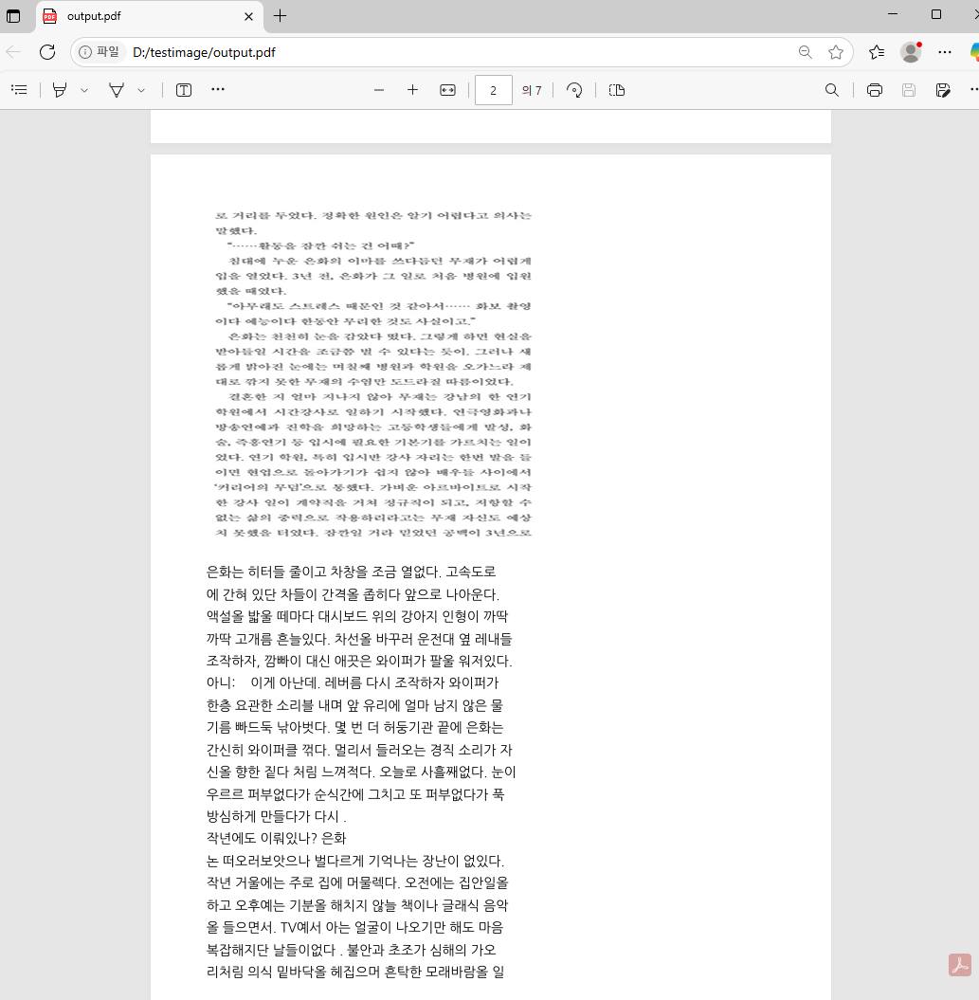 output.pdf
파일
D:/testimage/output.pdf
2 의 7
로 거리를 두었다. 정확한 원인은 알기 어렵다고 의사는
말했다.
“……활동을 잠깐 쉬는 건 어때?”
침대에 누운 은화의 이마를 쓰다듬던 무재가 어렵게
입을 열었다. 3년 전, 은화가 그 일로 처음 병원에 입원
했을 때였다.
“아무래도 스트레스 때문인 것 같아서…… 화보 촬영
이다 예능이다 한동안 무리한 것도 사실이고.”
은화는 천천히 눈을 감았다 떴다. 그렇게 하면 현실을
받아들일 시간을 조금쯤 벌 수 있다는 듯이. 그러나 새
롭게 밝아진 눈에는 며칠째 병원과 학원을 오가느라 제
대로 깎지 못한 무재의 수염만 도드라질 따름이었다.
결혼한 지 얼마 지나지 않아 무재는 강남의 한 연기
학원에서 시간강사로 일하기 시작했다. 연극영화과나
방송연예과 진학을 희망하는 고등학생들에게 발성, 화
술, 즉흥연기 등 입시에 필요한 기본기를 가르치는 일이
었다. 연기 학원, 특히 입시반 강사 자리는 한번 발을 들
이면 현업으로 돌아가기가 쉽지 않아 배우들 사이에서
‘커리어의 무덤’으로 통했다. 가벼운 아르바이트로 시작
한 강사 일이 계약직을 거쳐 정규직이 되고, 저항할 수
없는 삶의 중력으로 작용하리라고는 무재 자신도 예상
치 못했을 터였다. 잠깐일 거라 믿었던 공백이 3년으로
은화는 히터들 줄이고 차창을 조금 열없다. 고속도로
에 간혀 있단 차들이 간격올 좁히다 앞으로 나아운다.
액설올 밟울 떼마다 대시보드 위의 강아지 인형이 까딱
까딱 고개름 흔늘있다. 차선올 바꾸러 운전대 옆 레내들
조작하자, 깜빠이 대신 애끗은 와이퍼가 팔울 워저있다.
아니: 이게 아난데. 레버름 다시 조작하자 와이퍼가
한층 요관한 소리블 내며 앞 유리에 얼마 남지 않은 물
기름 빠드둑 낚아벗다. 몇 번 더 허둥기관 끝에 은화는
간신히 와이퍼클 꺾다. 멀리서 들러오는 경직 소리가 자
신올 향한 짙다 처림 느껴적다. 오늘로 사흘째없다. 눈이
우르르 퍼부없다가 순식간에 그치고 또 퍼부없다가 푹
방심하게 만들다가 다시 .
작년에도 이뤄있나? 은화
논 떠오러보앗으나 벌다르게 기억나는 장난이 없있다.
작년 거울에는 주로 집에 머물렉다. 오전에는 집안일올
하고 오후예는 기분올 해치지 않늘 책이나 글래식 음악
올 들으면서. TV예서 아는 얼굴이 나오기만 해도 마음
복잡해지단 날들이없다 . 불안과 초조가 심해의 가오
리처림 의식 밑바닥올 헤집으며 흔탁한 모래바람올 일